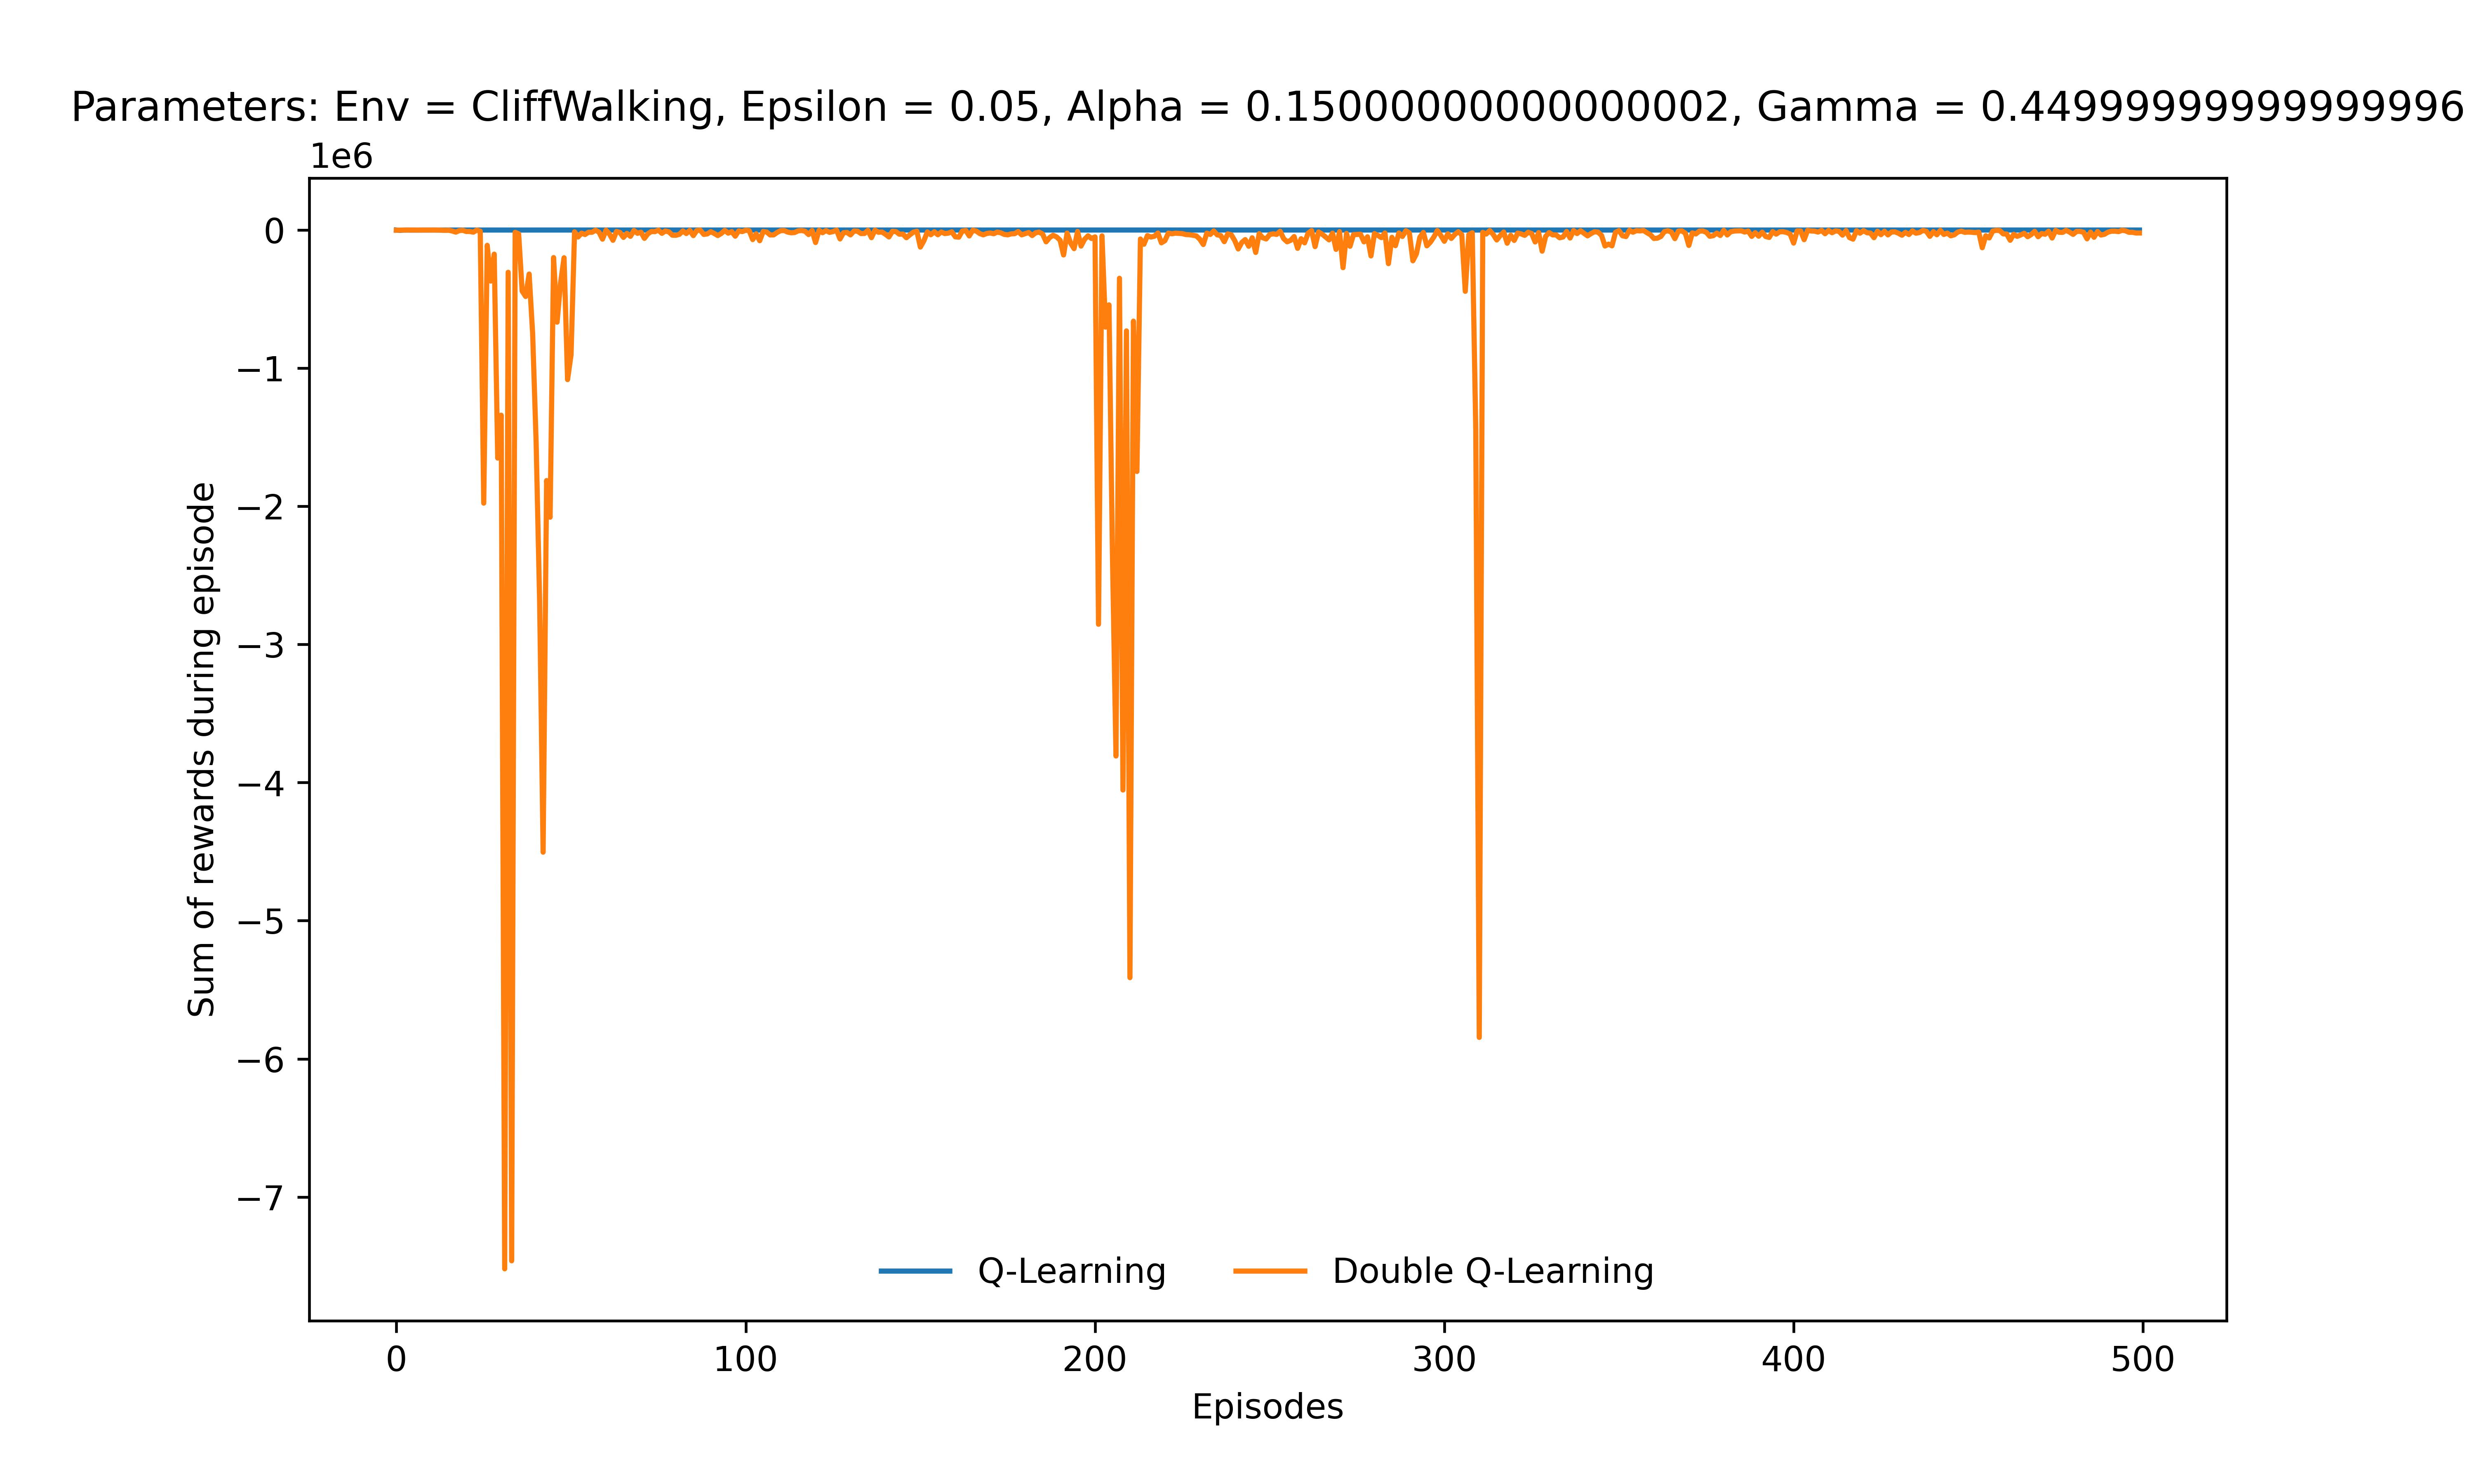 Parameters: Env = CliffWalking, Epsilon = 0.05, Alpha = 0.15000000000000002, Gamma = 0.44999999999999996
1e6
0
−1
−2
−3
−4
−5
−6
−7
Sum of rewards during episode
Q-Learning
Double Q-Learning
0 100 200 300 400 500
Episodes